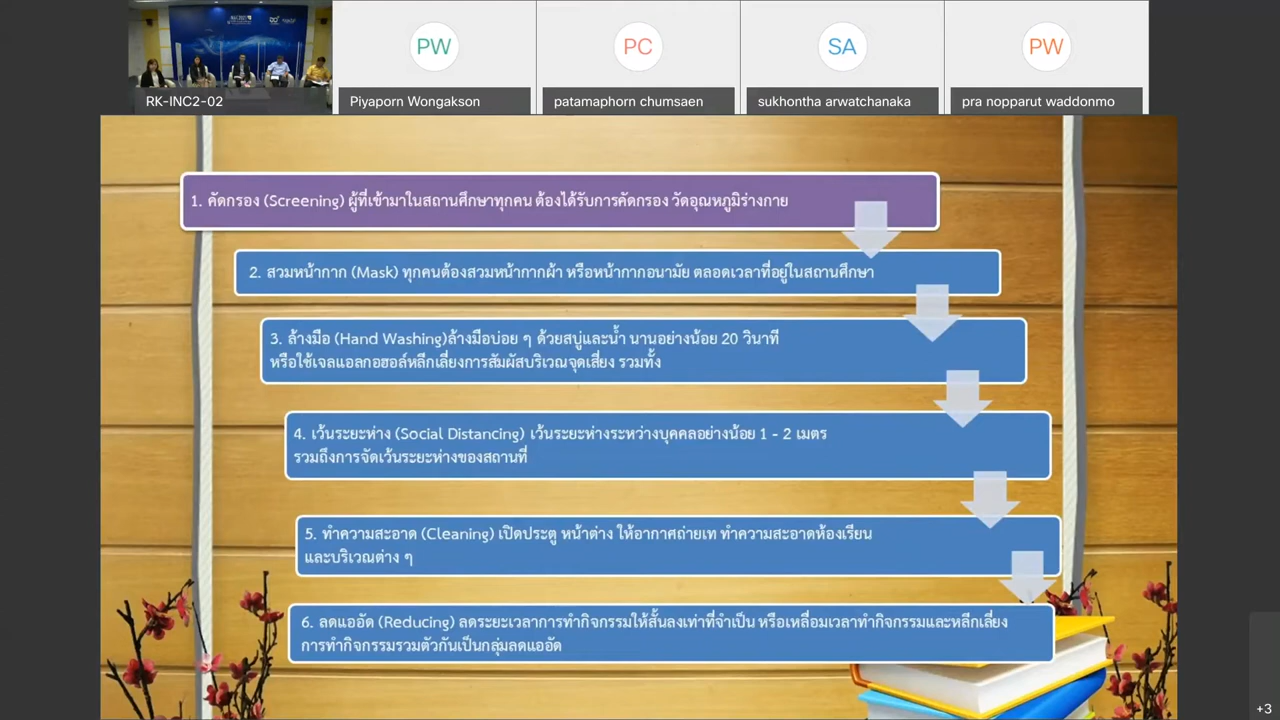 PW
PC
SA
PW
RK-INC2-02
Piyaporn Wongakson
patamaphorn chumsaen
sukhontha arwatchanaka
pra nopparut waddonmo
1. คัดกรอง (Screening) ผู้ที่เข้ามาในสถานศึกษาทุกคน ต้องได้รับการคัดกรอง วัดอุณหภูมิร่างกาย
2. สวมหน้ากาก (Mask) ทุกคนต้องสวมหน้ากากผ้า หรือหน้ากากอนามัย ตลอดเวลาที่อยู่ในสถานศึกษา
3. ล้างมือ (Hand Washing)ล้างมือบ่อย ๆ ด้วยสบู่และน้ำ นานอย่างน้อย 20 วินาที
หรือใช้เจลแอลกอฮอล์หลีกเลี่ยงการสัมผัสบริเวณจุดเสี่ยง รวมทั้ง
4. เว้นระยะห่าง (Social Distancing) เว้นระยะห่างระหว่างบุคคลอย่างน้อย 1 - 2 เมตร
รวมถึงการจัดเว้นระยะห่างของสถานที่
5. ทำความสะอาด (Cleaning) เปิดประตู หน้าต่าง ให้อากาศถ่ายเท ทำความสะอาดห้องเรียน
และบริเวณต่าง ๆ
6. ลดแออัด (Reducing) ลดระยะเวลาการทำกิจกรรมให้สั้นลงเท่าที่จำเป็น หรือเหลื่อมเวลาทำกิจกรรมและหลีกเลี่ยง
การทำกิจกรรมรวมตัวกันเป็นกลุ่มลดแออัด
+3